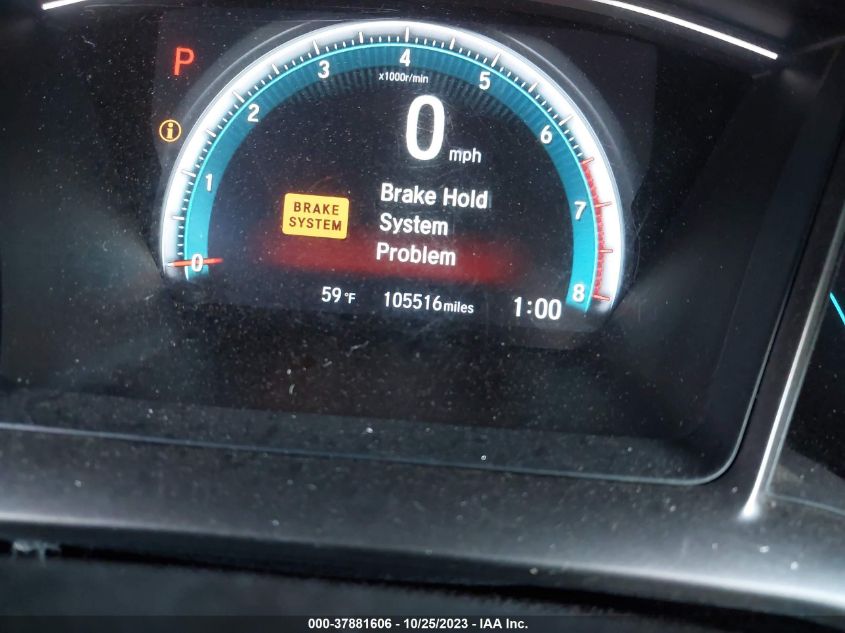 P
4
3
5
x1000r/min
2
6
0
mph
1
7
BRAKE
SYSTEM
Brake Hold
System
Problem
0
8
59°F
105516miles
1:00
000-37881606 - 10/25/2023 - IAA Inc.